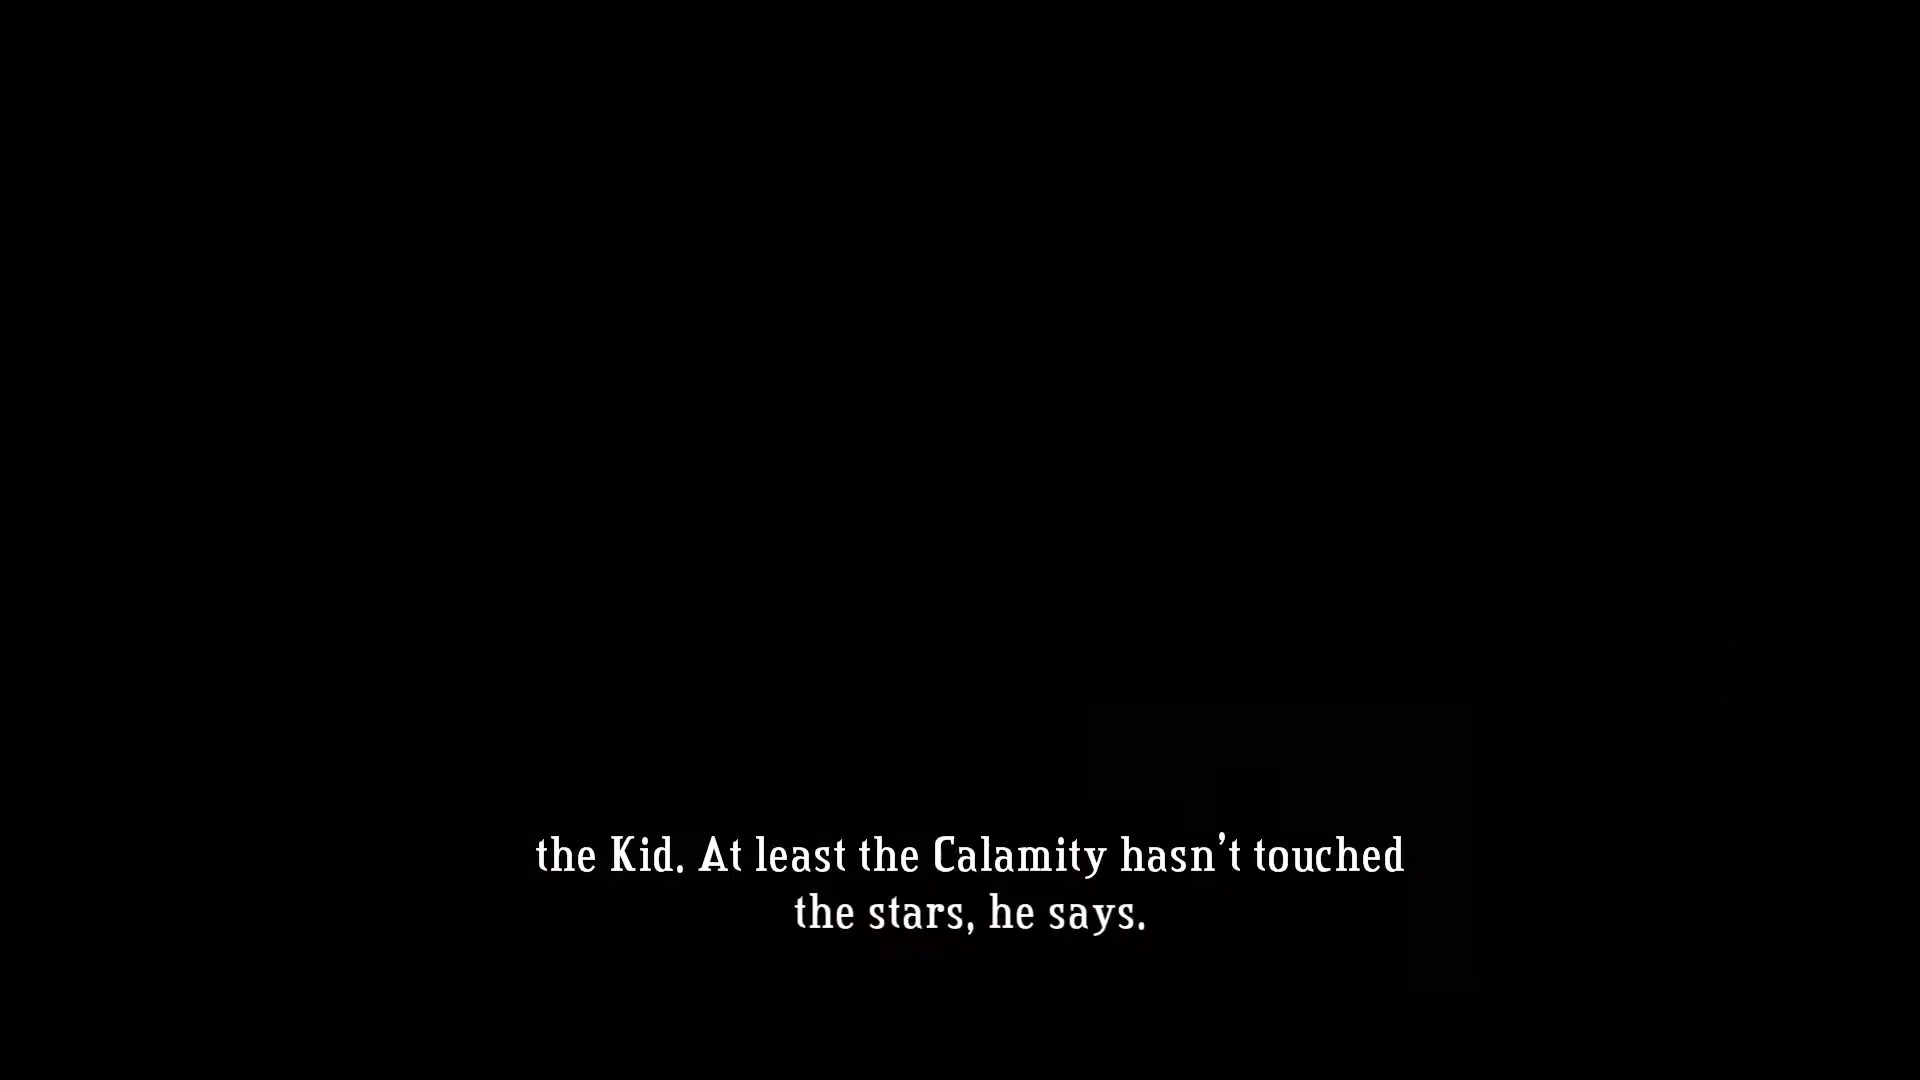 the Kid. At least the Calamity hasn’t touched
the stars, he says.